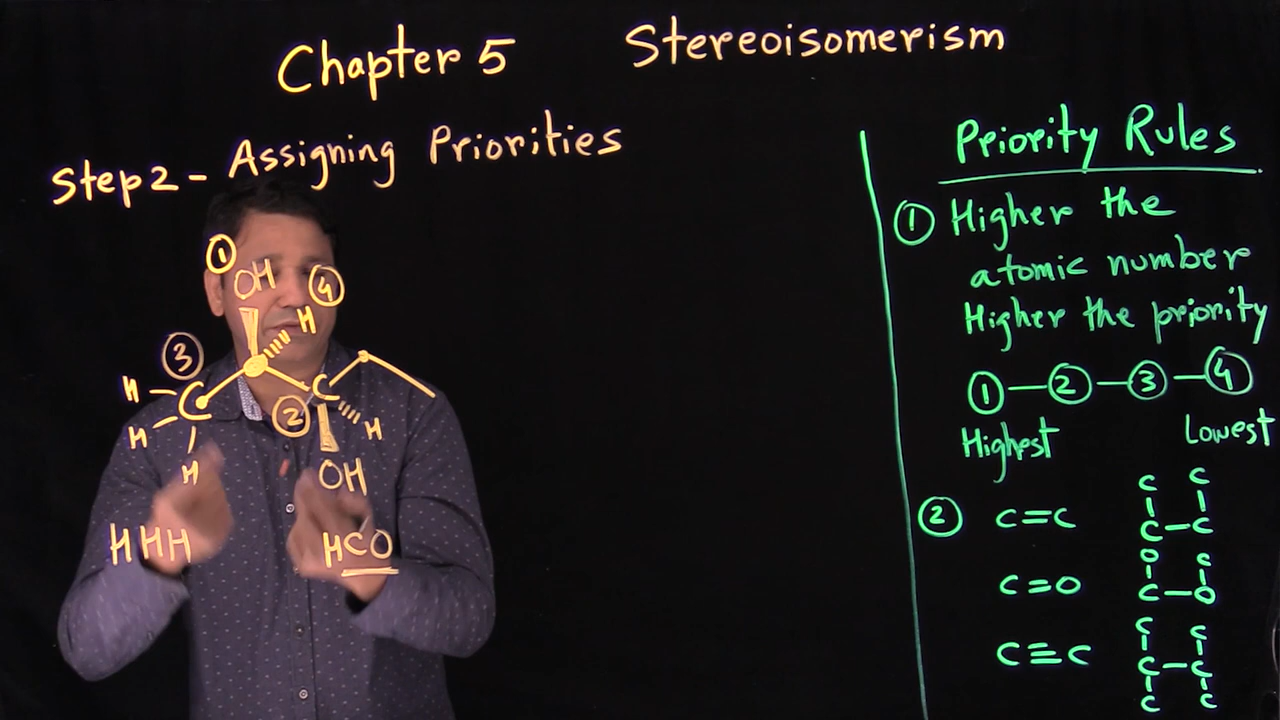 Chapter 5 Stereoisomerism
Step 2 - Assigning Priorities
1
OH 4
H
3
H C C
2
H H
H OH
HHH HCO
Priority Rules
1 Higher the
atomic number
Higher the priority
1 — 2 — 3 — 4
Highest Lowest
C C
2 C=C C-C
O C
C=O C-O
C C
C≡C C-C
C C